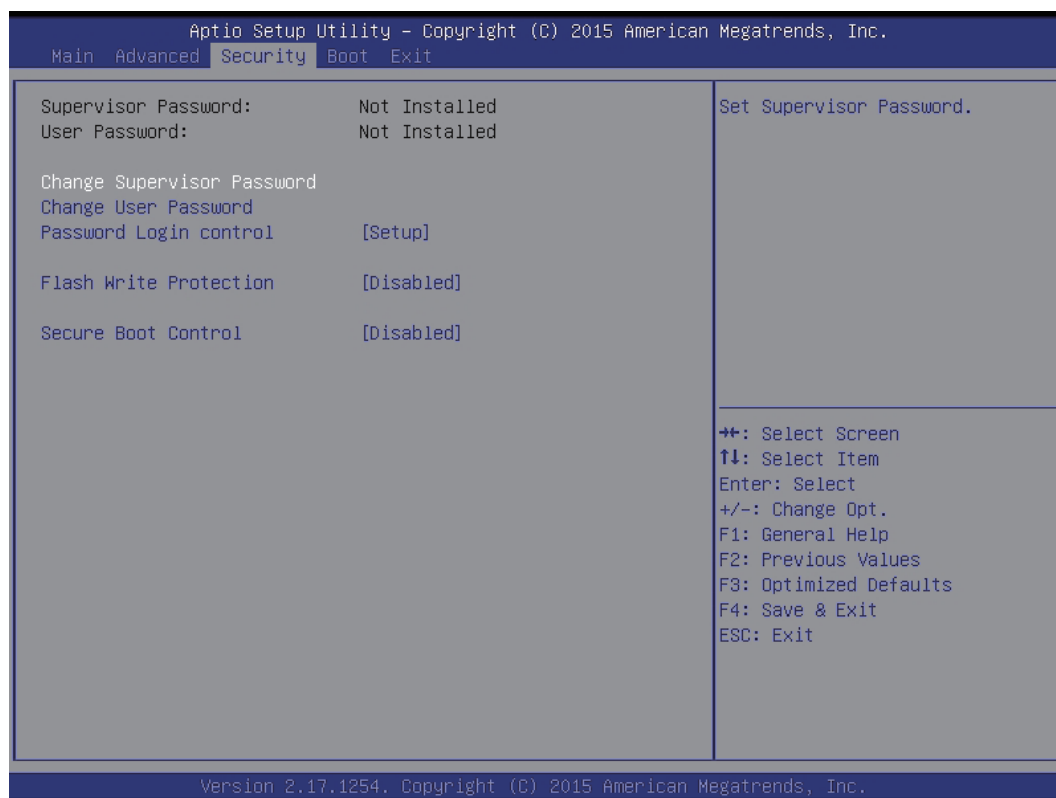 Aptio Setup Utility – Copyright (C) 2015 American Megatrends, Inc.
Main Advanced Security Boot Exit
Supervisor Password: Not Installed
User Password: Not Installed
Change Supervisor Password
Change User Password
Password Login control [Setup]
Flash Write Protection [Disabled]
Secure Boot Control [Disabled]
Set Supervisor Password.
→←: Select Screen
↑↓: Select Item
Enter: Select
+/-: Change Opt.
F1: General Help
F2: Previous Values
F3: Optimized Defaults
F4: Save & Exit
ESC: Exit
Version 2.17.1254. Copyright (C) 2015 American Megatrends, Inc.